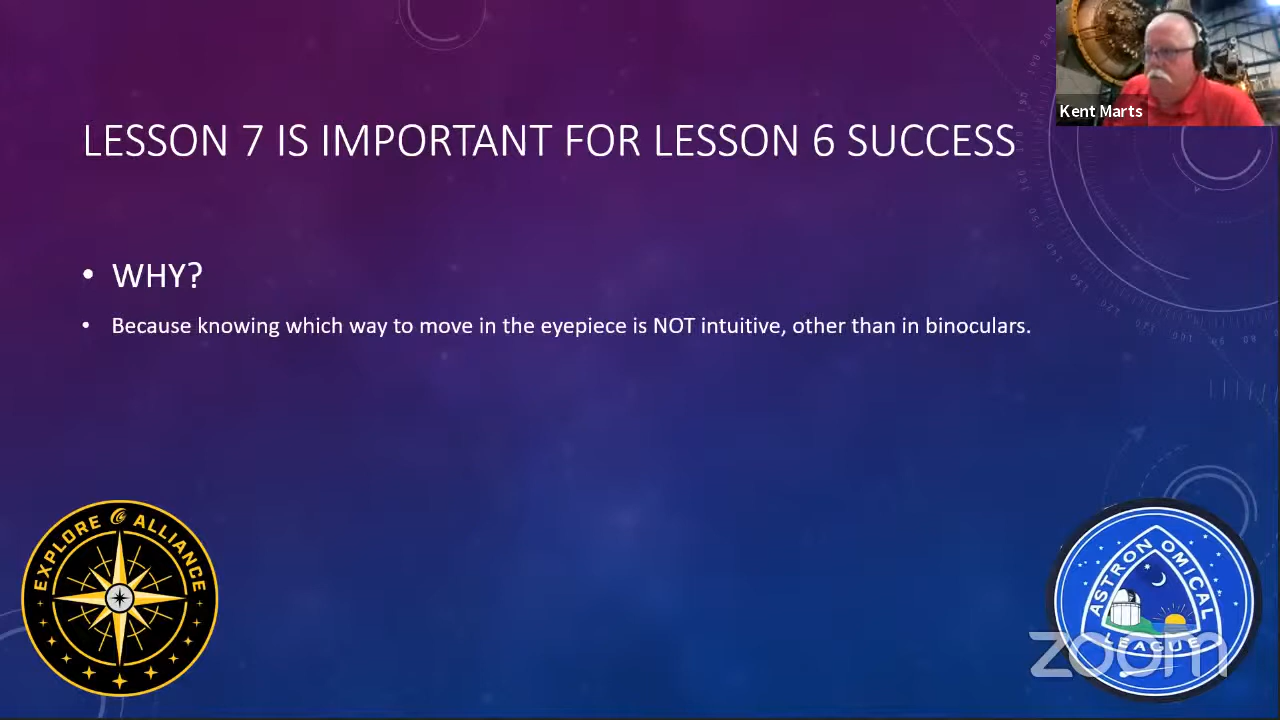 Kent Marts
LESSON 7 IS IMPORTANT FOR LESSON 6 SUCCESS
• WHY?
• Because knowing which way to move in the eyepiece is NOT intuitive, other than in binoculars.
EXPLORE ALLIANCE
ASTRONOMICAL
LEAGUE
zoom